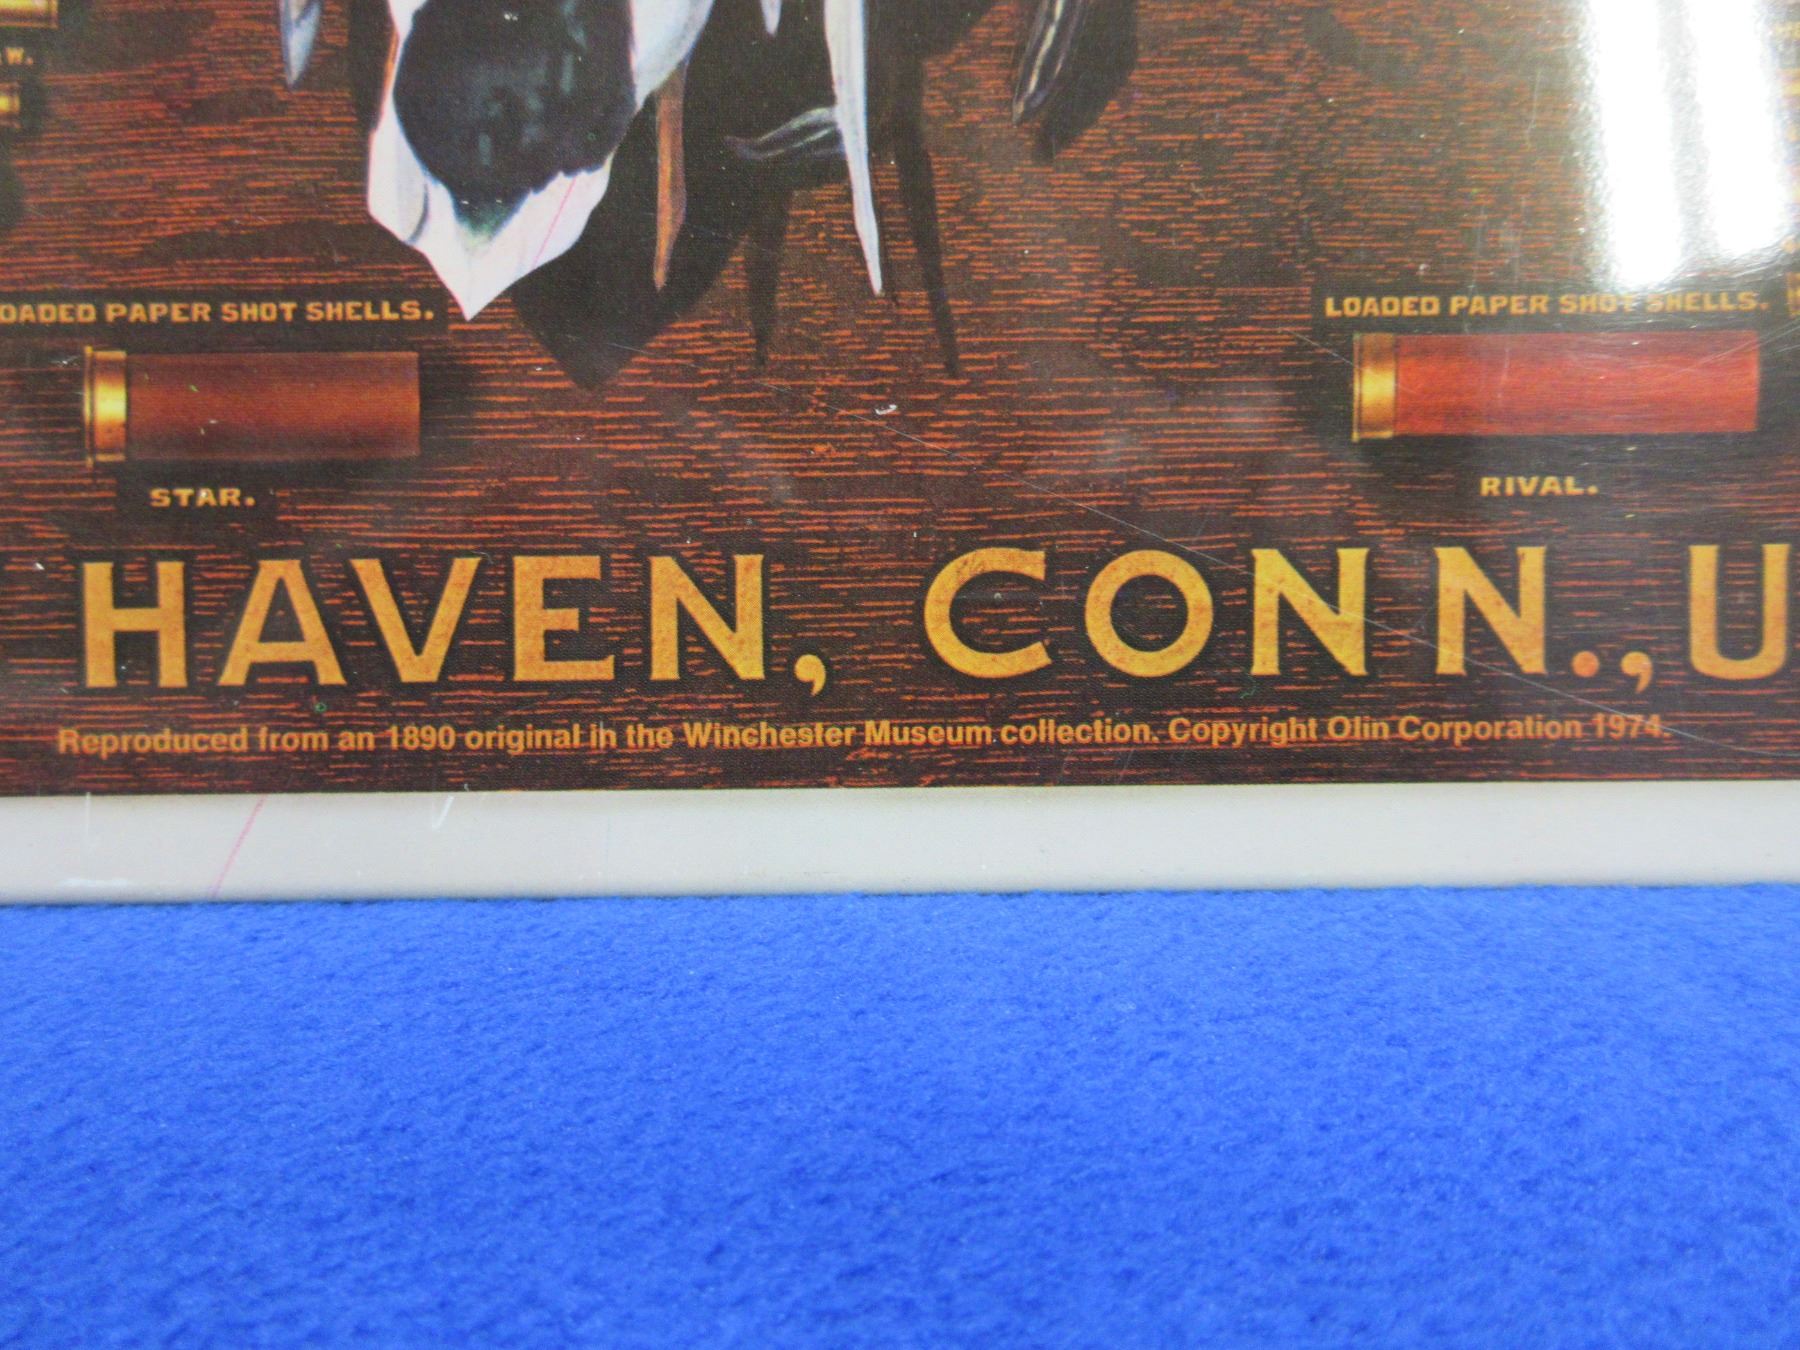 W.
LOADED PAPER SHOT SHELLS.
LOADED PAPER SHOT SHELLS.
STAR.
RIVAL.
HAVEN, CONN., U
Reproduced from an 1890 original in the Winchester Museum collection. Copyright Olin Corporation 1974.